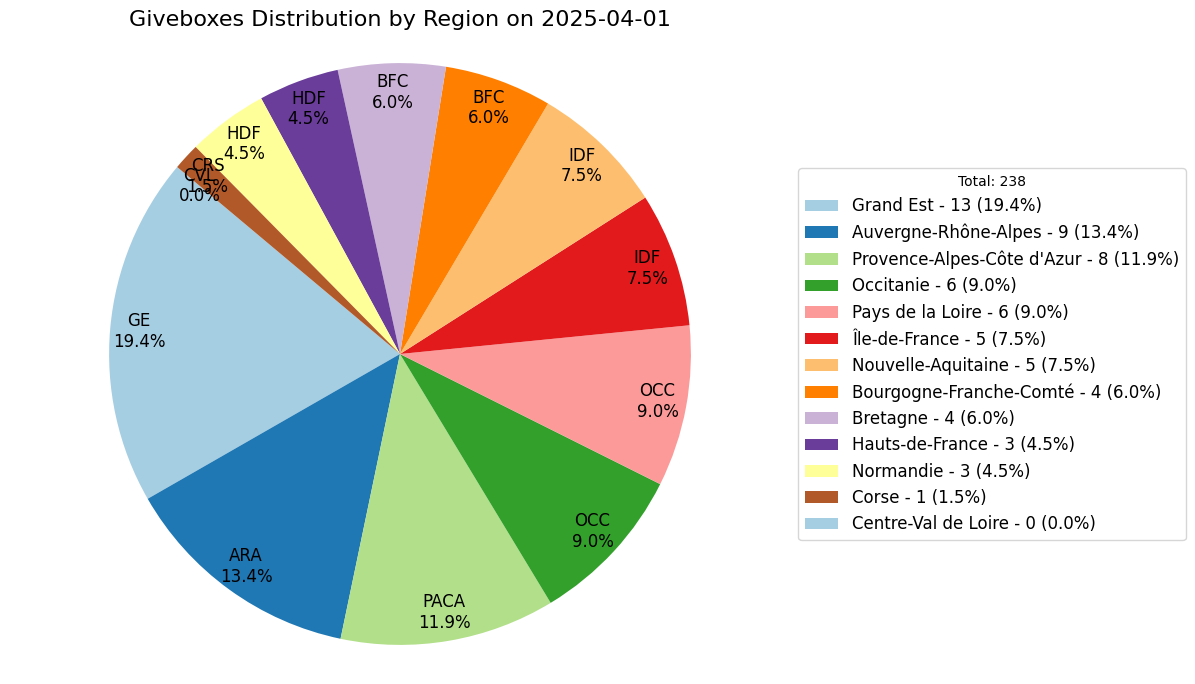 Giveboxes Distribution by Region on 2025-04-01
BFC
6.0%
BFC
6.0%
HDF
4.5%
HDF
4.5%
IDF
7.5%
CRS
1.5%
CVL
0.0%
IDF
7.5%
GE
19.4%
OCC
9.0%
OCC
9.0%
ARA
13.4%
PACA
11.9%
Total: 238
Grand Est - 13 (19.4%)
Auvergne-Rhône-Alpes - 9 (13.4%)
Provence-Alpes-Côte d'Azur - 8 (11.9%)
Occitanie - 6 (9.0%)
Pays de la Loire - 6 (9.0%)
Île-de-France - 5 (7.5%)
Nouvelle-Aquitaine - 5 (7.5%)
Bourgogne-Franche-Comté - 4 (6.0%)
Bretagne - 4 (6.0%)
Hauts-de-France - 3 (4.5%)
Normandie - 3 (4.5%)
Corse - 1 (1.5%)
Centre-Val de Loire - 0 (0.0%)